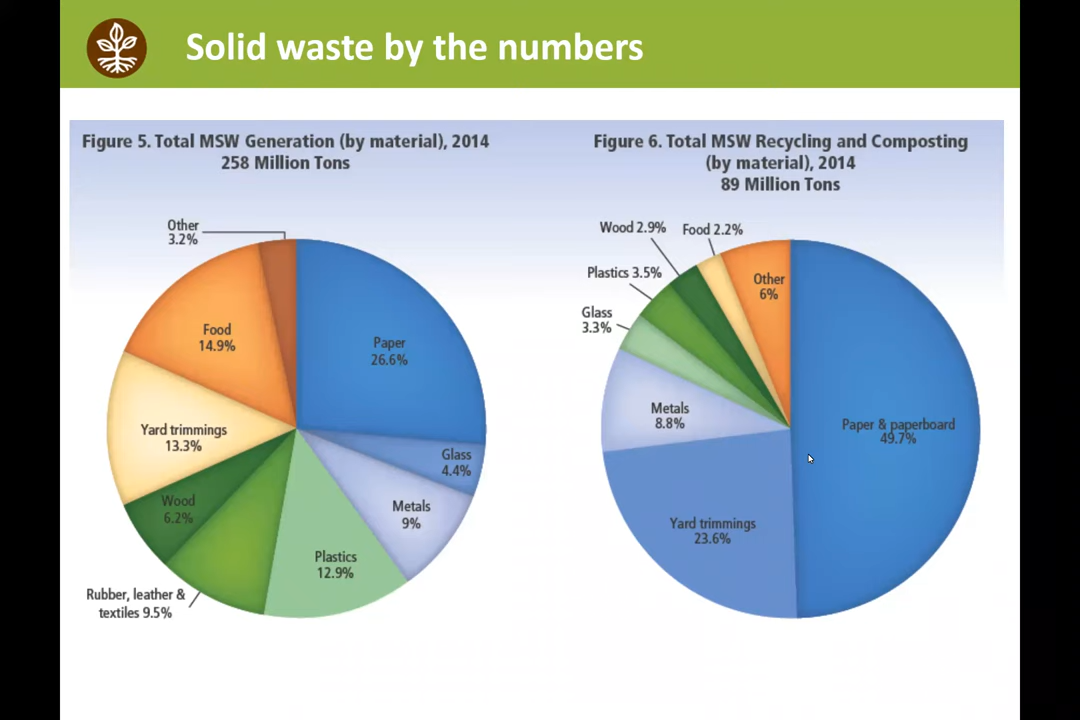 Solid waste by the numbers
Figure 5. Total MSW Generation (by material), 2014
258 Million Tons
Other
3.2%
Food
14.9%
Paper
26.6%
Yard trimmings
13.3%
Glass
4.4%
Wood
6.2%
Metals
9%
Plastics
12.9%
Rubber, leather &
textiles 9.5%
Figure 6. Total MSW Recycling and Composting
(by material), 2014
89 Million Tons
Wood 2.9%
Food 2.2%
Plastics 3.5%
Other
6%
Glass
3.3%
Metals
8.8%
Paper & paperboard
49.7%
Yard trimmings
23.6%